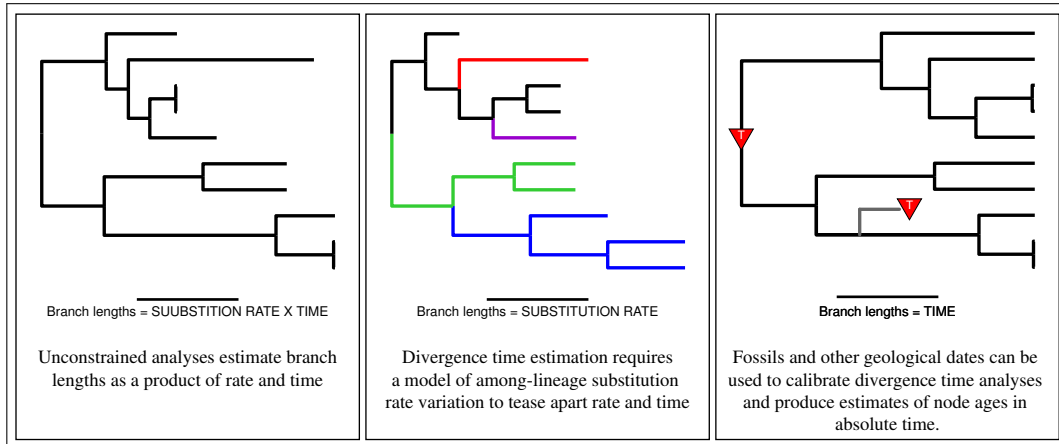 Branch lengths = SUUBSTITION RATE X TIME
Unconstrained analyses estimate branch
lengths as a product of rate and time
Branch lengths = SUBSTITUTION RATE
Divergence time estimation requires
a model of among-lineage substitution
rate variation to tease apart rate and time
T
T
Branch lengths = TIME
Fossils and other geological dates can be
used to calibrate divergence time analyses
and produce estimates of node ages in
absolute time.